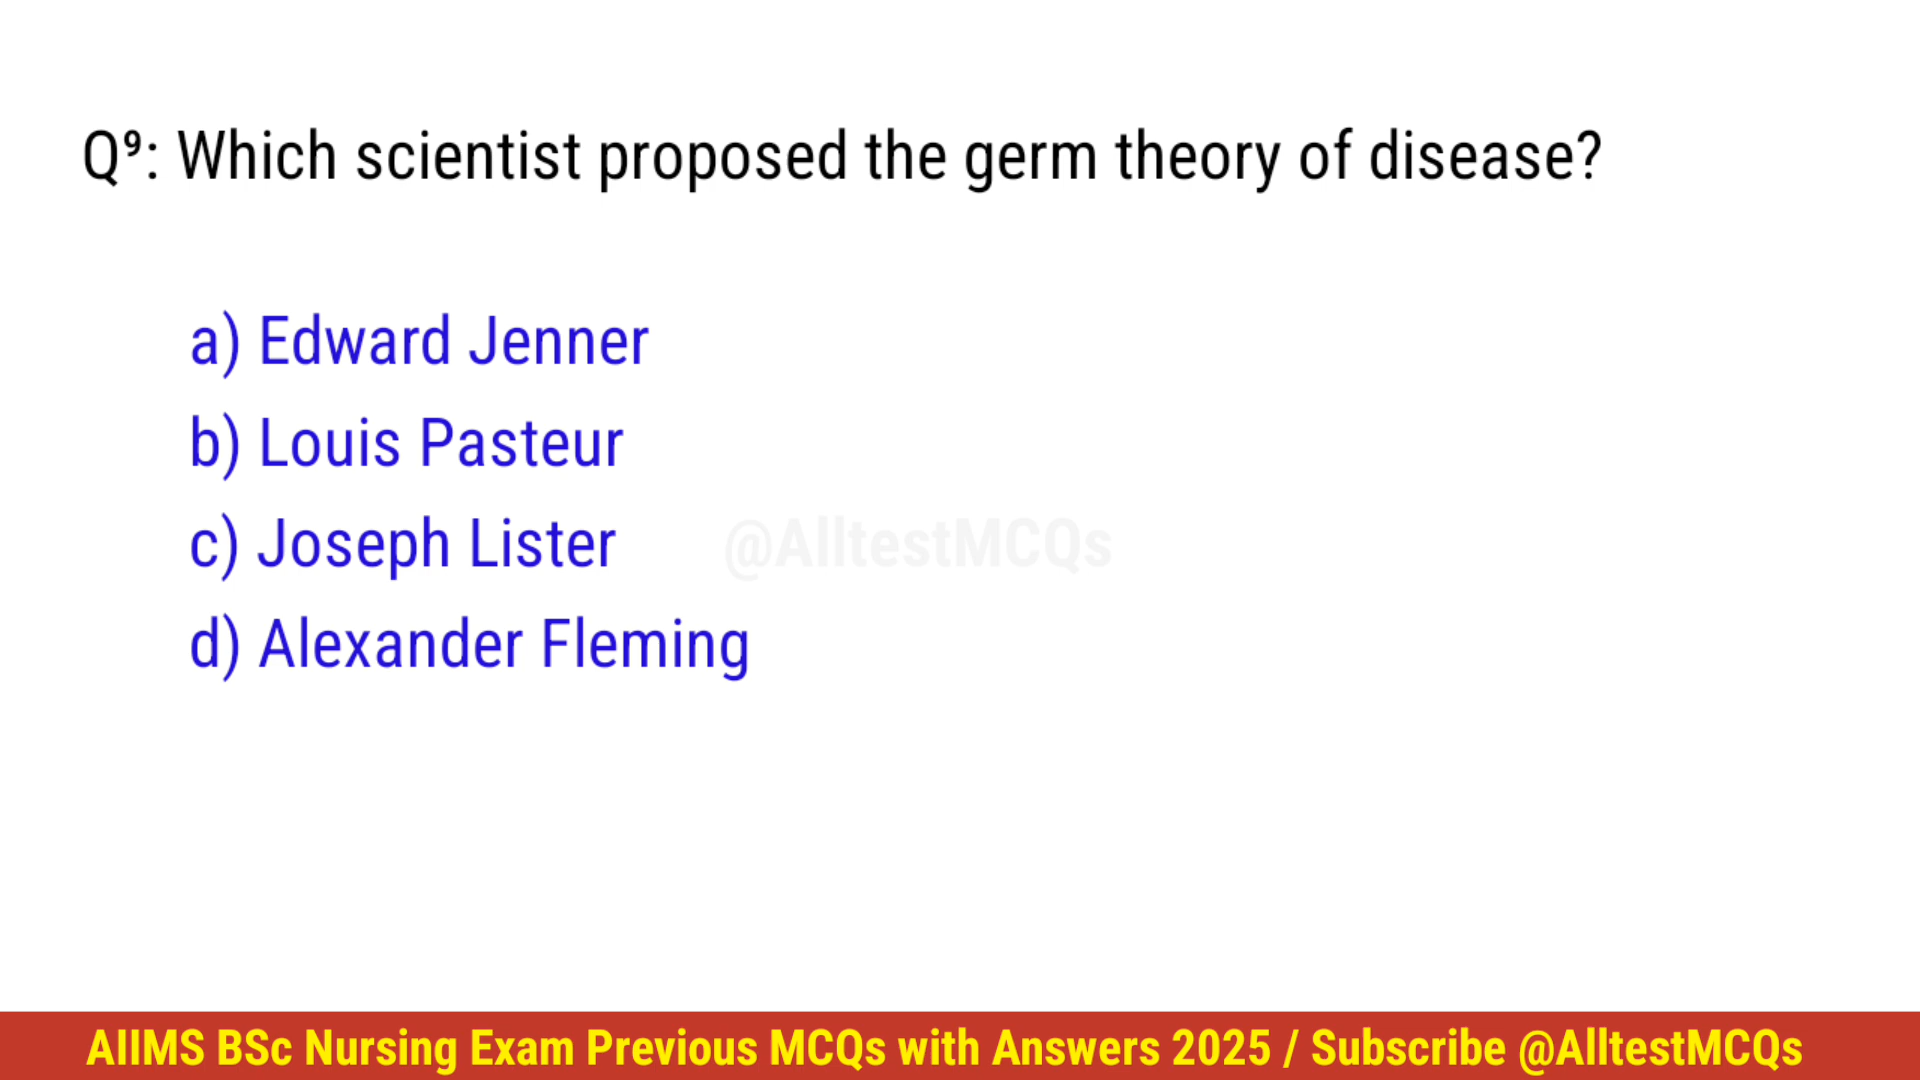 Q⁹: Which scientist proposed the germ theory of disease?
a) Edward Jenner
b) Louis Pasteur
c) Joseph Lister
@AlltestMCQs
d) Alexander Fleming
AIIMS BSc Nursing Exam Previous MCQs with Answers 2025 / Subscribe @AlltestMCQs